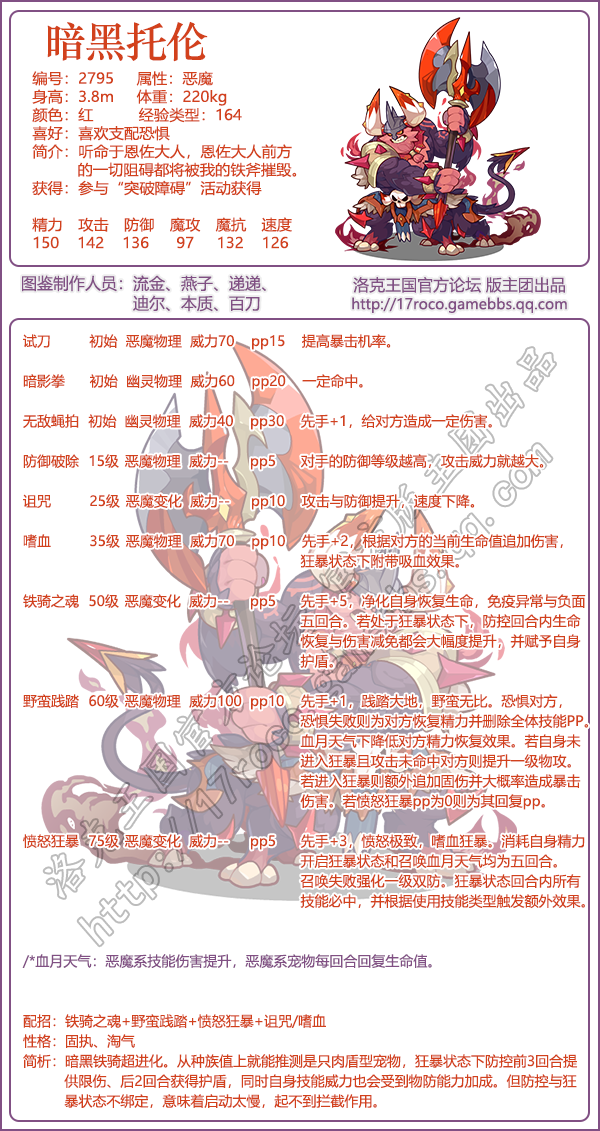 暗黑托伦
编号：2795 属性：恶魔
身高：3.8m 体重：220kg
颜色：红 经验类型：164
喜好：喜欢支配恐惧
简介：听命于恩佐大人，恩佐大人前方
的一切阻碍都将被我的铁斧摧毁。
获得：参与“突破障碍”活动获得
精力 攻击 防御 魔攻 魔抗 速度
150 142 136 97 132 126
图鉴制作人员：流金、燕子、递递、
迪尔、本质、百刀
洛克王国官方论坛 版主团出品
http://17roco.gamebbs.qq.com
试刀 初始 恶魔物理 威力70 pp15 提高暴击机率。
暗影拳 初始 幽灵物理 威力60 pp20 一定命中。
无敌蝇拍 初始 幽灵物理 威力40 pp30 先手+1，给对方造成一定伤害。
防御破除 15级 恶魔物理 威力-- pp5 对手的防御等级越高，攻击威力就越大。
诅咒 25级 恶魔变化 威力-- pp10 攻击与防御提升，速度下降。
嗜血 35级 恶魔物理 威力70 pp10 先手+2，根据对方的当前生命值追加伤害，
狂暴状态下附带吸血效果。
铁骑之魂 50级 恶魔变化 威力-- pp5 先手+5，净化自身恢复生命，免疫异常与负面
五回合。若处于狂暴状态下，防控回合内生命
恢复与伤害减免都会大幅度提升，并赋予自身
护盾。
野蛮践踏 60级 恶魔物理 威力100 pp10 先手+1，践踏大地，野蛮无比。恐惧对方，
恐惧失败则为对方恢复精力并删除全体技能PP。
血月天气下降低对方精力恢复效果。若自身未
进入狂暴且攻击未命中对方则提升一级物攻。
若进入狂暴则额外追加固伤并大概率造成暴击
伤害。若愤怒狂暴pp为0则为其回复pp。
愤怒狂暴 75级 恶魔变化 威力-- pp5 先手+3，愤怒极致，嗜血狂暴。消耗自身精力
开启狂暴状态和召唤血月天气均为五回合。
召唤失败强化一级双防。狂暴状态回合内所有
技能必中，并根据使用技能类型触发额外效果。
/*血月天气：恶魔系技能伤害提升，恶魔系宠物每回合回复生命值。
配招：铁骑之魂+野蛮践踏+愤怒狂暴+诅咒/嗜血
性格：固执、淘气
简析：暗黑铁骑超进化。从种族值上就能推测是只肉盾型宠物，狂暴状态下防控前3回合提
供限伤、后2回合获得护盾，同时自身技能威力也会受到物防能力加成。但防控与狂
暴状态不绑定，意味着启动太慢，起不到拦截作用。
洛克王国官方论坛 版主团出品
http://17roco.gamebbs.qq.com